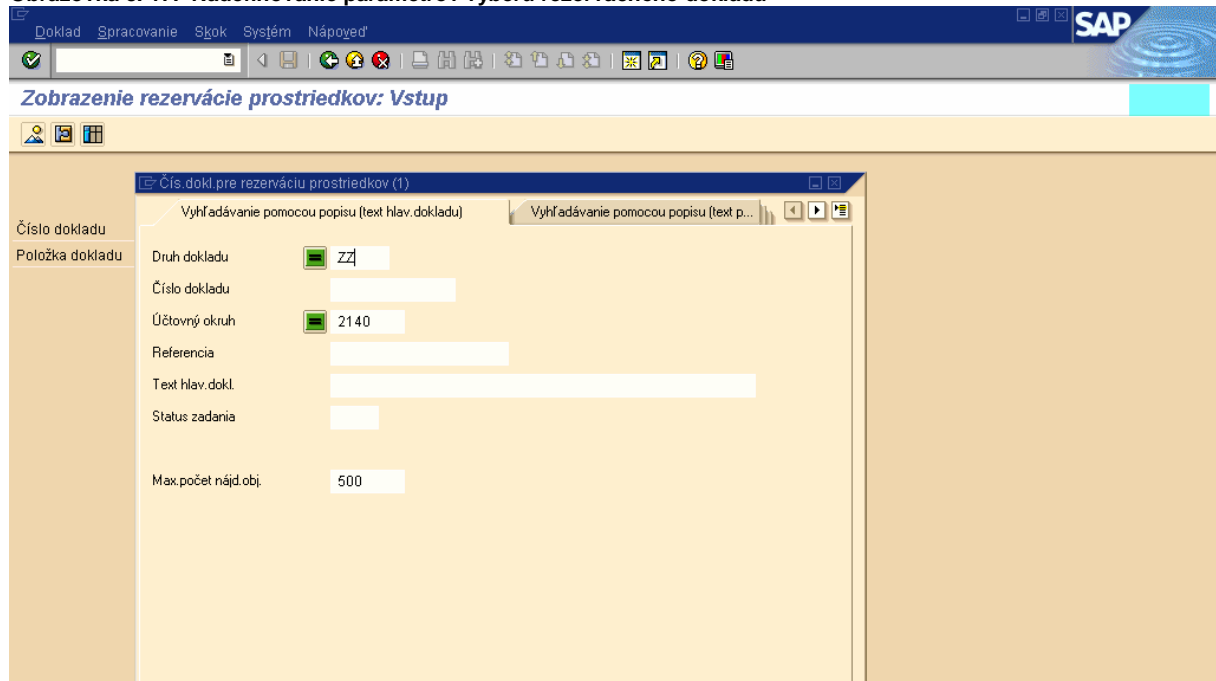 Doklad Spracovanie Skok Systém Nápoveď
SAP
Zobrazenie rezervácie prostriedkov: Vstup
Čís.dokl.pre rezerváciu prostriedkov (1)
Vyhľadávanie pomocou popisu (text hlav.dokladu) Vyhľadávanie pomocou popisu (text p...
Číslo dokladu
Položka dokladu
Druh dokladu ZZ
Číslo dokladu
Účtovný okruh 2140
Referencia
Text hlav.dokl.
Status zadania
Max.počet nájd.obj. 500